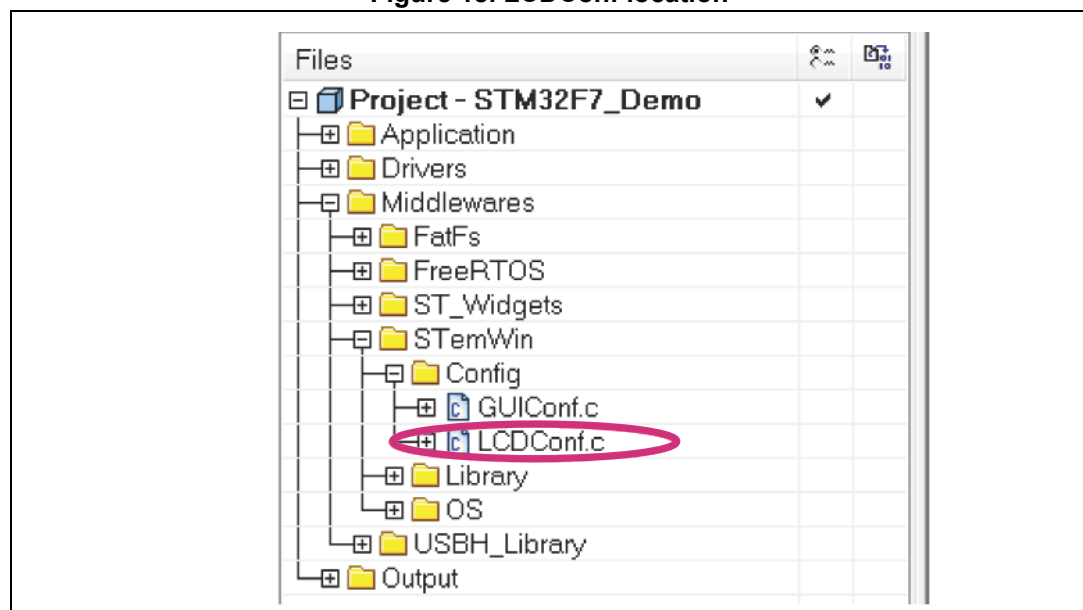 Files
Project - STM32F7_Demo
Application
Drivers
Middlewares
FatFs
FreeRTOS
ST_Widgets
STemWin
Config
GUIConf.c
LCDConf.c
Library
OS
USBH_Library
Output